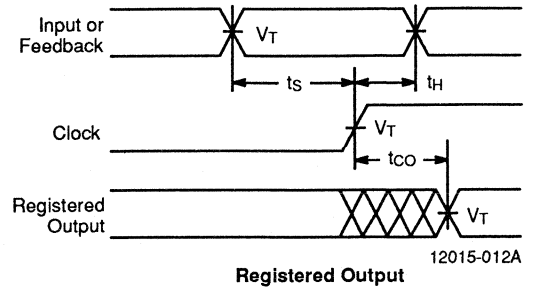 Input or
Feedback
VT
tS
tH
Clock
VT
tCO
Registered
Output
VT
12015-012A
Registered Output